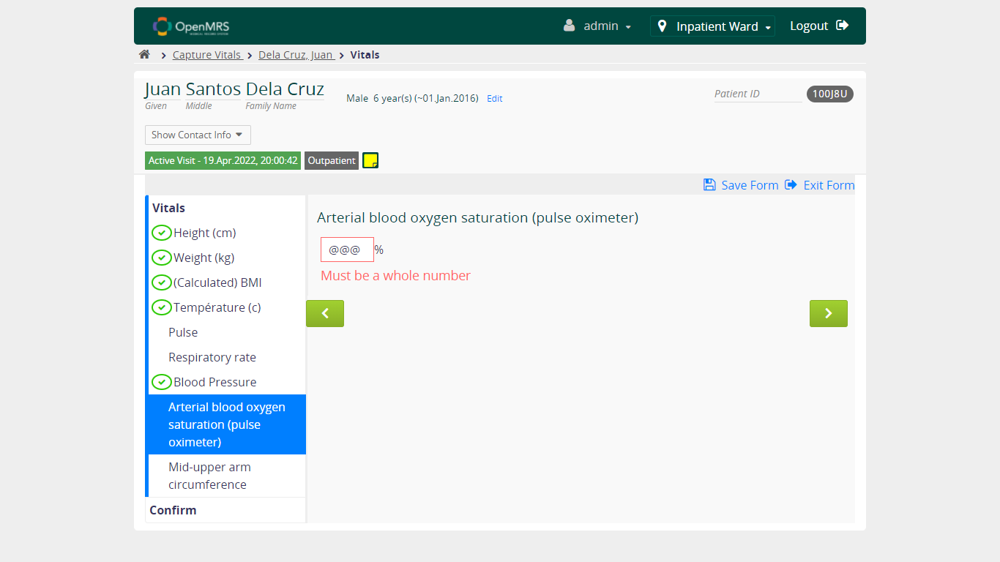 OpenMRS
admin
Inpatient Ward
Logout
Capture Vitals
Dela Cruz, Juan
Vitals
Juan Santos Dela Cruz
Given Middle Family Name
Male 6 year(s) (~01.Jan.2016) Edit
Patient ID 100J8U
Show Contact Info
Active Visit - 19.Apr.2022, 20:00:42 Outpatient
Save Form Exit Form
Vitals
Height (cm)
Weight (kg)
(Calculated) BMI
Température (c)
Pulse
Respiratory rate
Blood Pressure
Arterial blood oxygen
saturation (pulse
oximeter)
Mid-upper arm
circumference
Confirm
Arterial blood oxygen saturation (pulse oximeter)
@@@ %
Must be a whole number